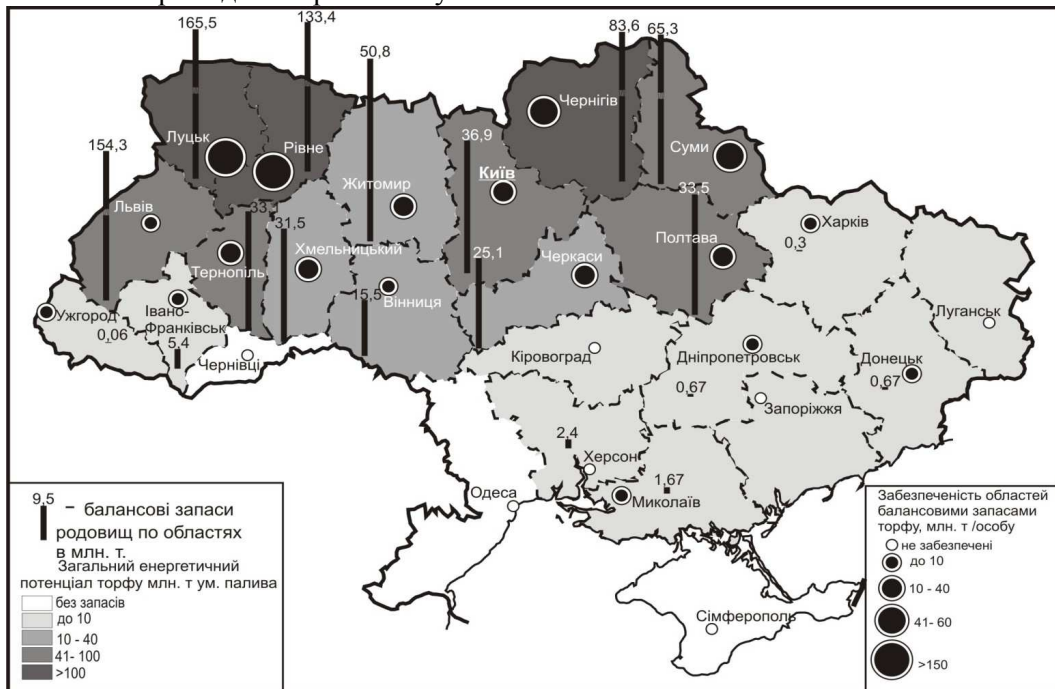 165,5
133,4
50,8
83,6
65,3
Чернігів
Луцьк
Рівне
36,9
Суми
154,3
Київ
Житомир
33,5
Львів
33,1
31,5
Харків
Хмельницький
25,1
Полтава
0,3
Тернопіль
Черкаси
15,5
Вінниця
Ужгород
Івано-
Франківськ
0,06
5,4
Луганськ
Чернівці
Кіровоград
Дніпропетровськ
Донецьк
0,67
0,67
Запоріжжя
2,4
Херсон
1,67
Миколаїв
Одеса
Сімферополь
9,5
– балансові запаси
родовищ по областях
в млн. т.
Загальний енергетичний
потенціал торфу млн. т ум. палива
без запасів
до 10
10 - 40
41- 100
>100
Забезпеченість областей
балансовими запасами
торфу, млн. т /особу
не забезпечені
до 10
10 - 40
41- 60
>150